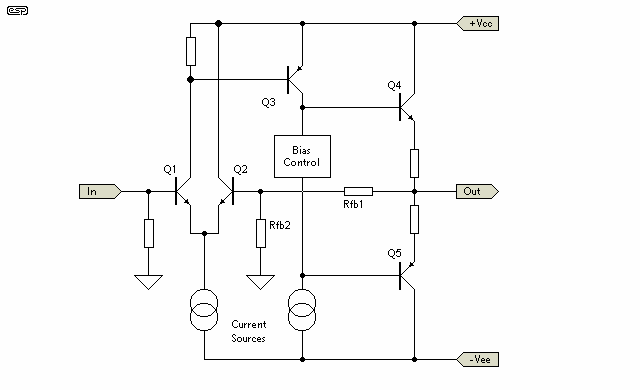 esp
+Vcc
Q4
Q3
Bias
Control
Q1
Q2
In
Out
Rfb1
Rfb2
Q5
Current
Sources
-Vee